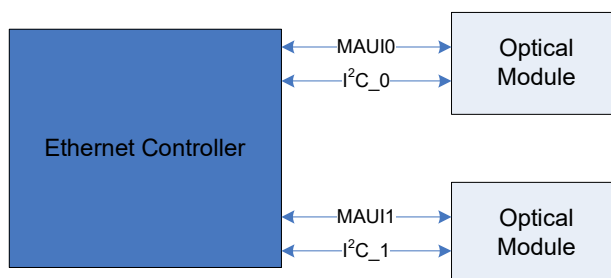 MAUI0
Optical
Module
I²C_0
Ethernet Controller
MAUI1
Optical
Module
I²C_1